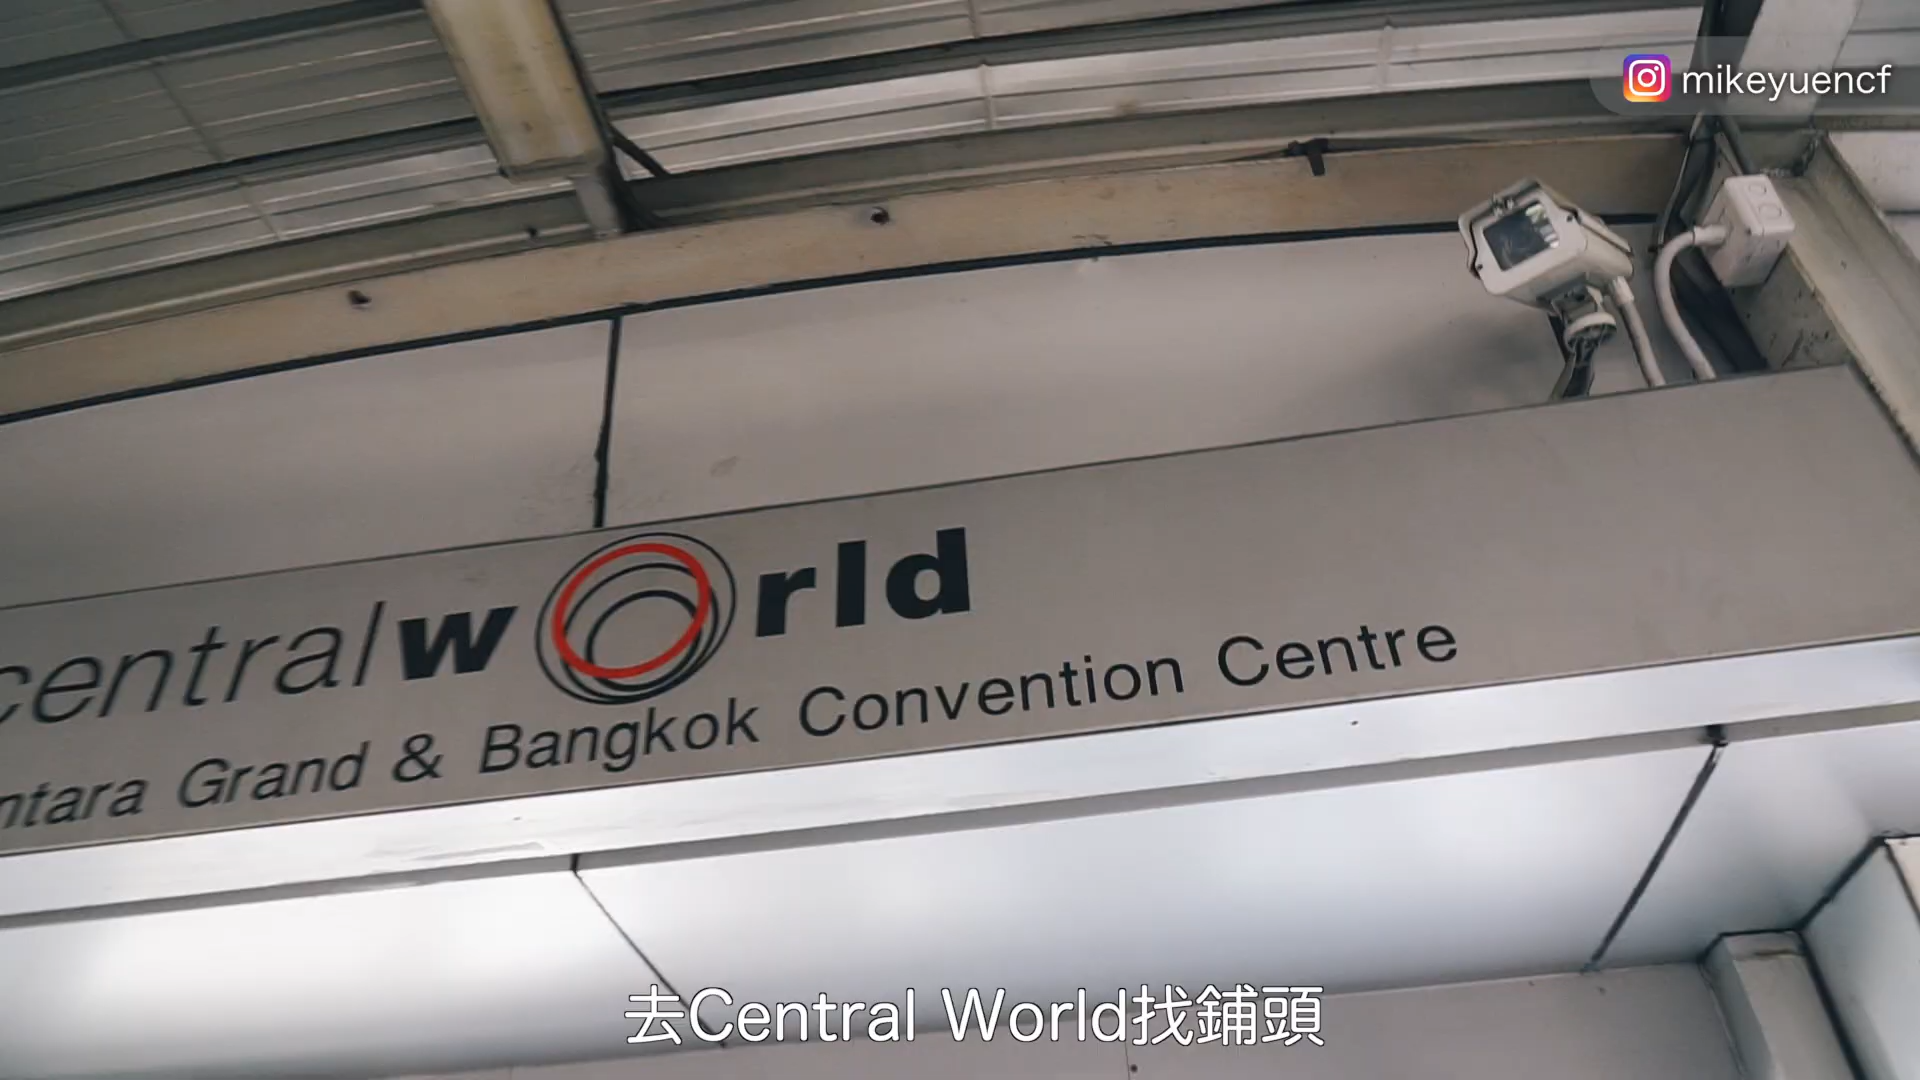 mikeyuencf
centralwOrld
ntara Grand & Bangkok Convention Centre
去Central World找鋪頭